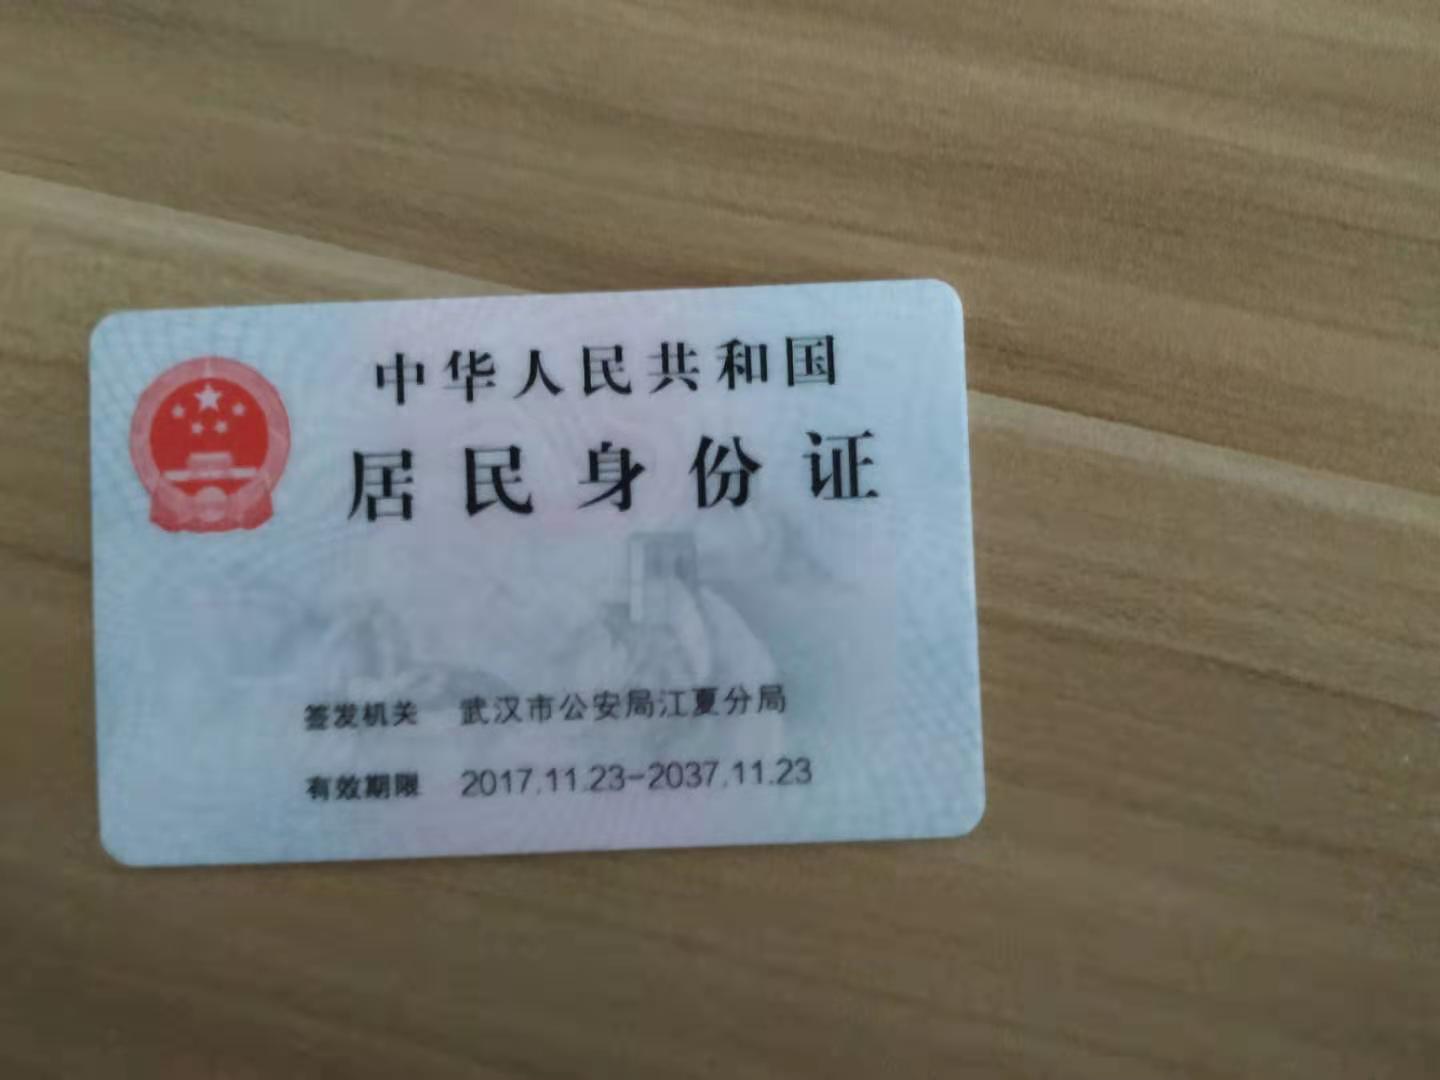 中华人民共和国
居民身份证
签发机关 武汉市公安局江夏分局
有效期限 2017.11.23-2037.11.23